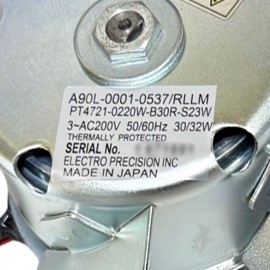 A90L-0001-0537/RLLM
PT4721-0220W-B30R-S23W
3~AC200V 50/60Hz 30/32W
THERMALLY PROTECTED
SERIAL No.
ELECTRO PRECISION INC
MADE IN JAPAN